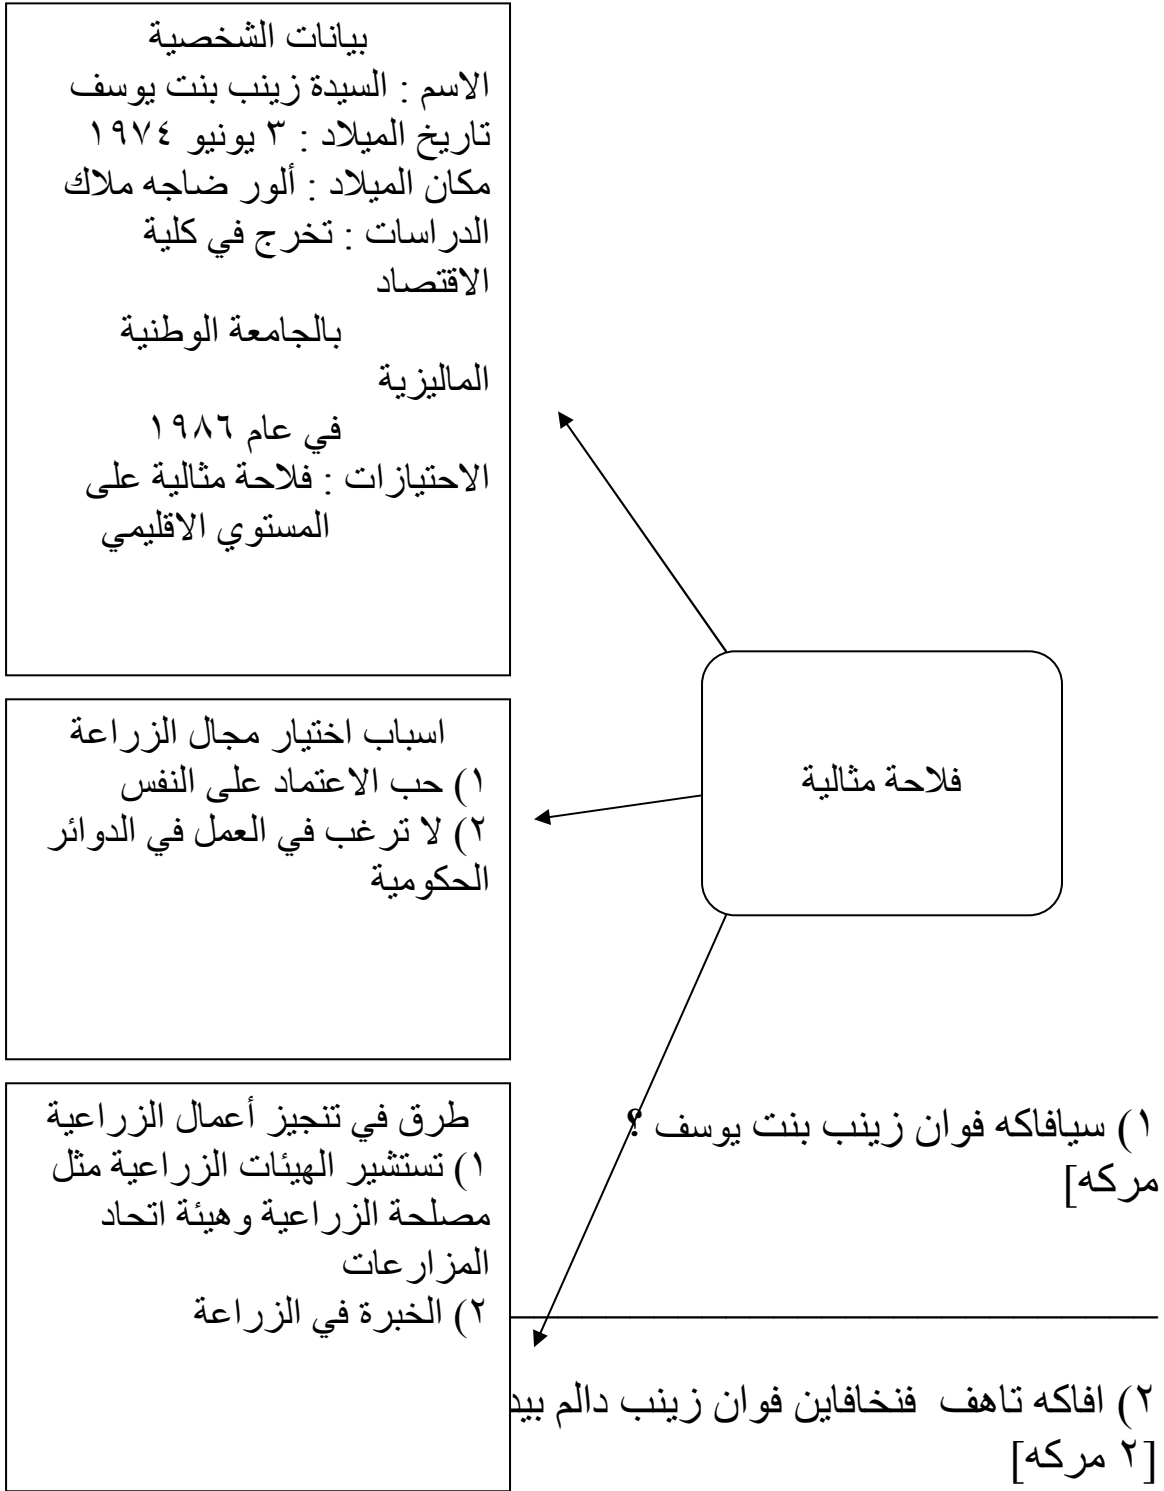 بيانات الشخصية
الاسم : السيدة زينب بنت يوسف
تاريخ الميلاد : ٣ يونيو ١٩٧٤
مكان الميلاد : ألور ضاجه ملاك
الدراسات : تخرج في كلية
الاقتصاد
بالجامعة الوطنية
الماليزية
في عام ١٩٨٦
الاحتيازات : فلاحة مثالية على
المستوي الاقليمي
فلاحة مثالية
اسباب اختيار مجال الزراعة
١) حب الاعتماد على النفس
٢) لا ترغب في العمل في الدوائر
الحكومية
طرق في تنجيز أعمال الزراعية
١) تستشير الهيئات الزراعية مثل
مصلحة الزراعية وهيئة اتحاد
المزارعات
٢) الخبرة في الزراعة
١) سيافاكه فوان زينب بنت يوسف ؟
مركه]
٢) افاكه تاهف فنخافاين فوان زينب دالم بيد
[٢ مركه]